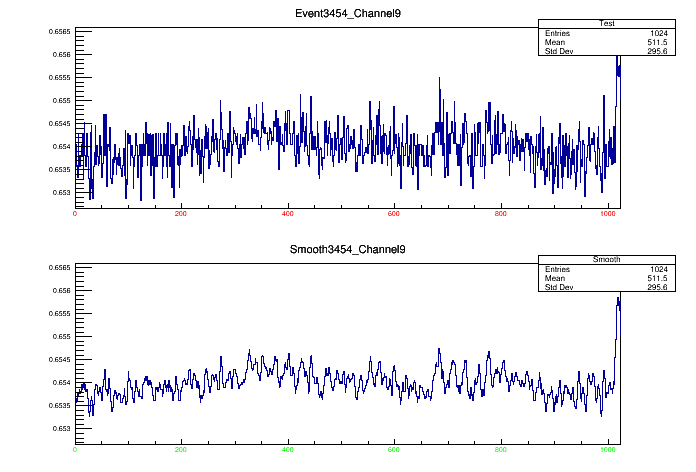 Event3454_Channel9
Test
Entries 1024
Mean 511.5
Std Dev 295.6
0.6565
0.656
0.6555
0.655
0.6545
0.654
0.6535
0.653
0 200 400 600 800 1000
Smooth3454_Channel9
Smooth
Entries 1024
Mean 511.5
Std Dev 295.6
0.6565
0.656
0.6555
0.655
0.6545
0.654
0.6535
0.653
0 200 400 600 800 1000